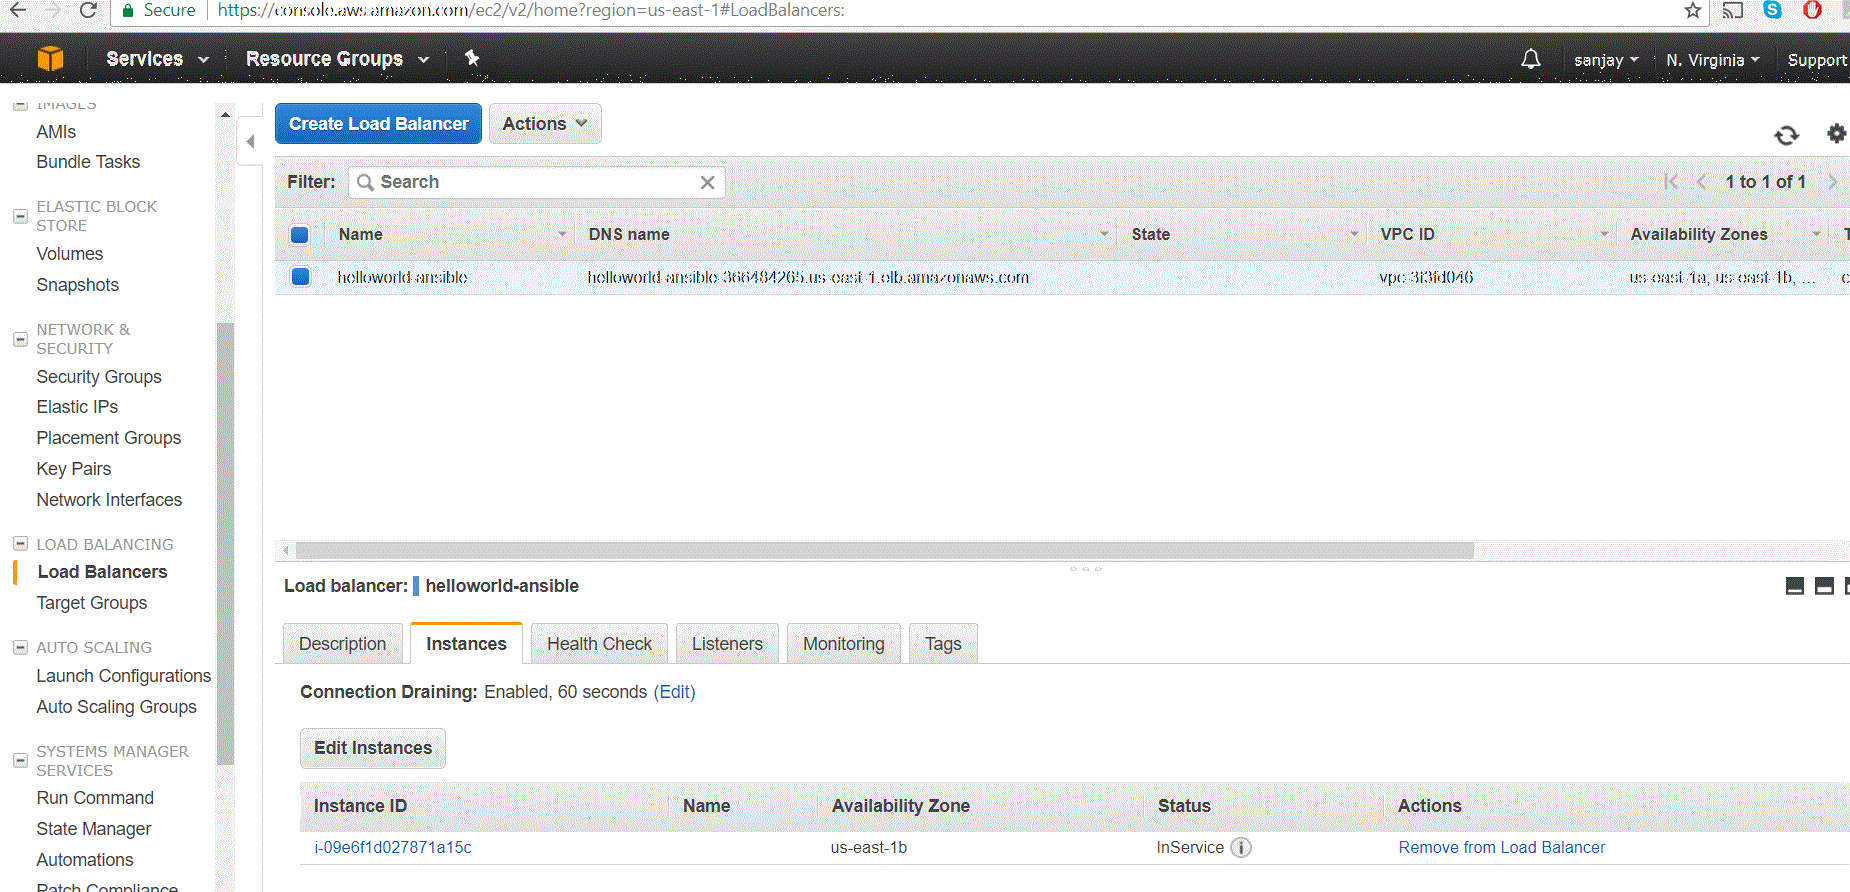 Secure https://console.aws.amazon.com/ec2/v2/home?region=us-east-1#LoadBalancers:
Services Resource Groups sanjay N. Virginia Support
IMAGES
AMIs
Bundle Tasks
ELASTIC BLOCK
STORE
Volumes
Snapshots
NETWORK &
SECURITY
Security Groups
Elastic IPs
Placement Groups
Key Pairs
Network Interfaces
LOAD BALANCING
Load Balancers
Target Groups
AUTO SCALING
Launch Configurations
Auto Scaling Groups
SYSTEMS MANAGER
SERVICES
Run Command
State Manager
Automations
Patch Compliance
Create Load Balancer Actions
Filter: Search 1 to 1 of 1
Name DNS name State VPC ID Availability Zones
helloworld-ansible helloworld-ansible-366484265.us-east-1.elb.amazonaws.com us-east-1a, us-east-1b, ...
Load balancer: helloworld-ansible
Description Instances Health Check Listeners Monitoring Tags
Connection Draining: Enabled, 60 seconds (Edit)
Edit Instances
Instance ID Name Availability Zone Status Actions
i-09e6f1d027871a15c us-east-1b InService Remove from Load Balancer